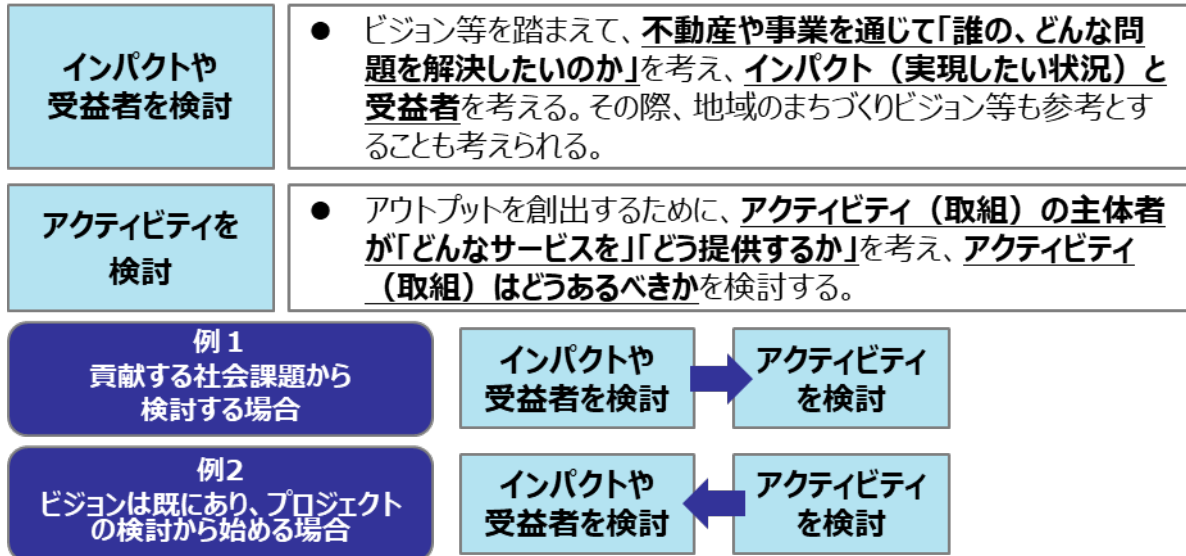 インパクトや
受益者を検討
● ビジョン等を踏まえて、不動産や事業を通じて「誰の、どんな問
題を解決したいのか」を考え、インパクト（実現したい状況）と
受益者を考える。その際、地域のまちづくりビジョン等も参考とす
ることも考えられる。
アクティビティを
検討
● アウトプットを創出するために、アクティビティ（取組）の主体者
が「どんなサービスを」「どう提供するか」を考え、アクティビティ
（取組）はどうあるべきかを検討する。
例１
貢献する社会課題から
検討する場合
インパクトや
受益者を検討
アクティビティ
を検討
例2
ビジョンは既にあり、プロジェクト
の検討から始める場合
インパクトや
受益者を検討
アクティビティ
を検討